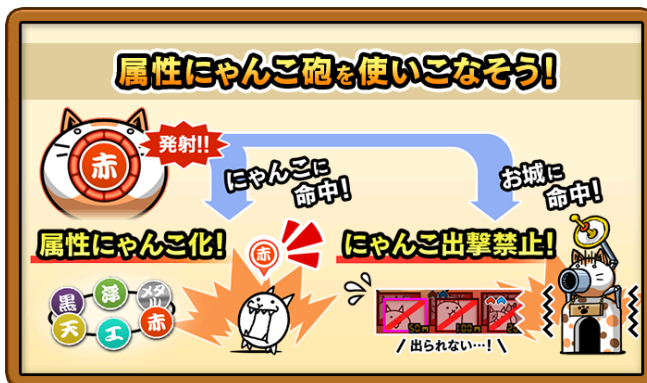 属性にゃんこ砲を使いこなそう!
赤
発射!!
にゃんこに
命中!
お城に
命中!
属性にゃんこ化!
にゃんこ出撃禁止!
赤
黒
浮
メタル
天
エ
赤
50m
100m
出られない…!